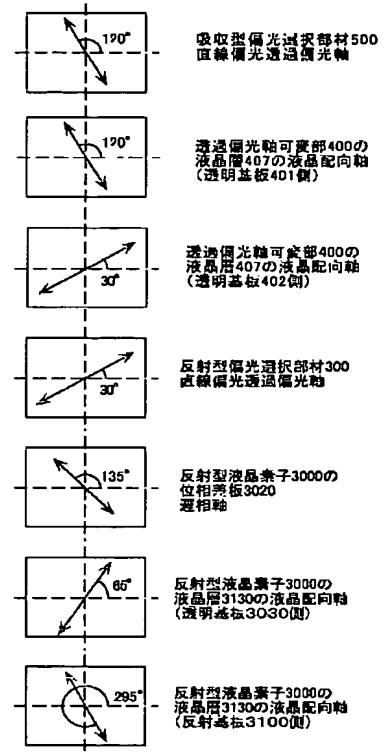 120°
吸収型偏光選択部材500
直線偏光透過偏光軸
120°
透過偏光軸可変部400の
液晶層407の液晶配向軸
(透明基板401側)
30°
透過偏光軸可変部400の
液晶層407の液晶配向軸
(透明基板402側)
30°
反射型偏光選択部材300
直線偏光透過偏光軸
135°
反射型液晶素子3000の
位相差板3020
遅相軸
65°
反射型液晶素子3000の
液晶層3130の液晶配向軸
(透明基板3030側)
295°
反射型液晶素子3000の
液晶層3130の液晶配向軸
(反射基板3100側)